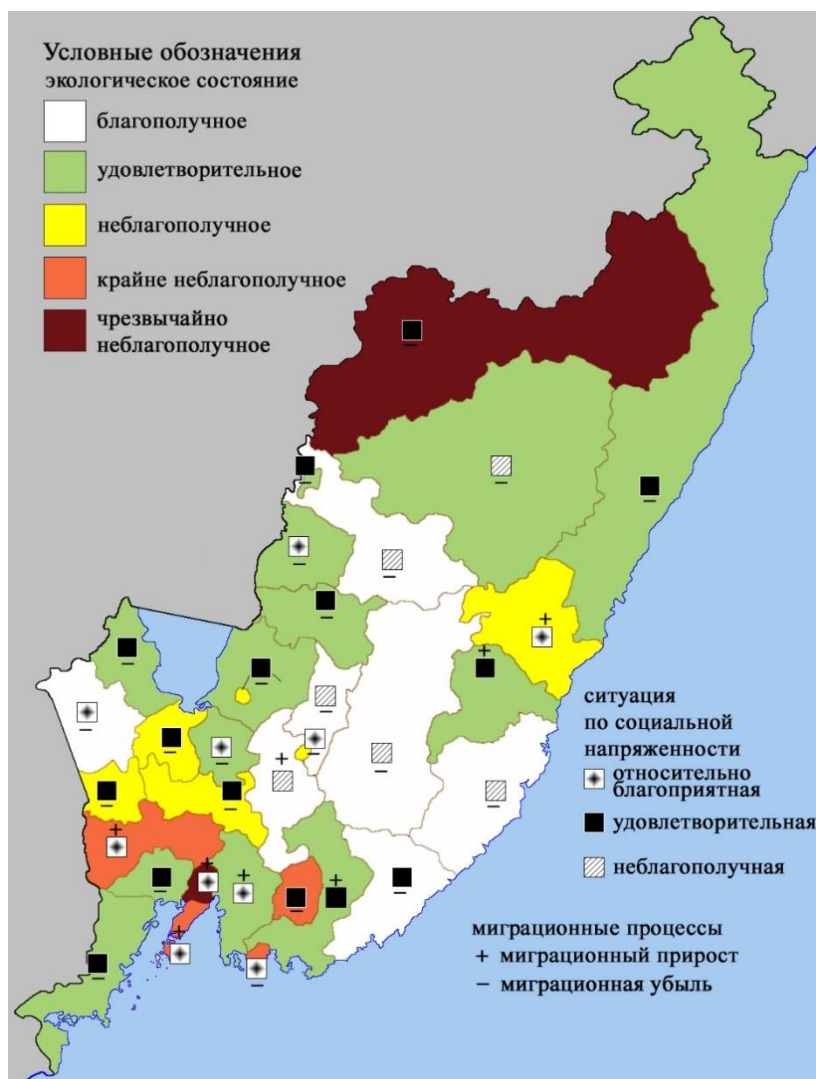 Условные обозначения
экологическое состояние
благополучное
удовлетворительное
неблагополучное
крайне неблагополучное
чрезвычайно
неблагополучное
ситуация
по социальной
напряженности
относительно
благоприятная
удовлетворительная
неблагополучная
миграционные процессы
+ миграционный прирост
– миграционная убыль